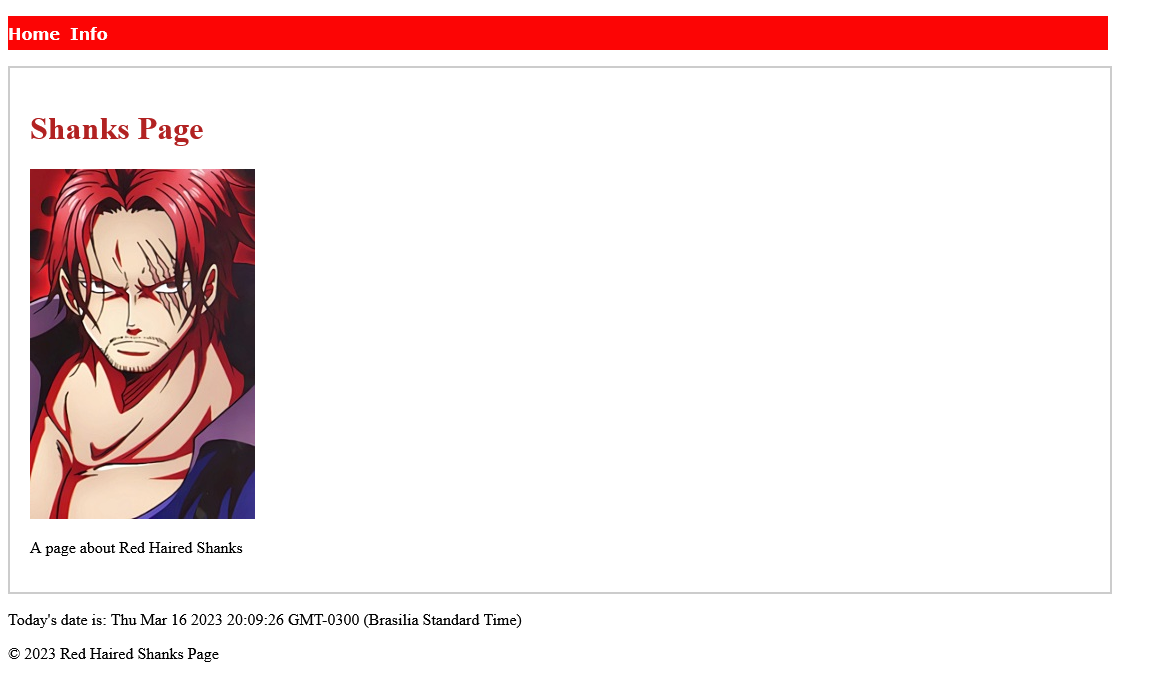 Home Info
Shanks Page
A page about Red Haired Shanks
Today's date is: Thu Mar 16 2023 20:09:26 GMT-0300 (Brasilia Standard Time)
© 2023 Red Haired Shanks Page